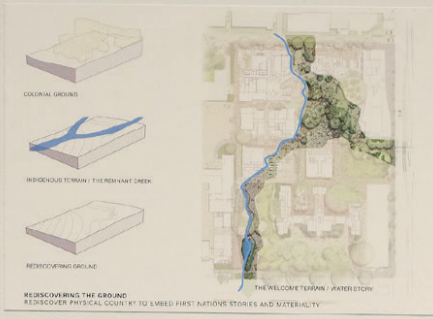 COLONIAL GROUND
INDIGENOUS TERRAIN / THE REMNANT CREEK
REDISCOVERING GROUND
THE WELCOME TERRAIN / WATER STORY
REDISCOVERING THE GROUND
REDISCOVER PHYSICAL COUNTRY TO EMBED FIRST NATIONS STORIES AND MATERIALITY